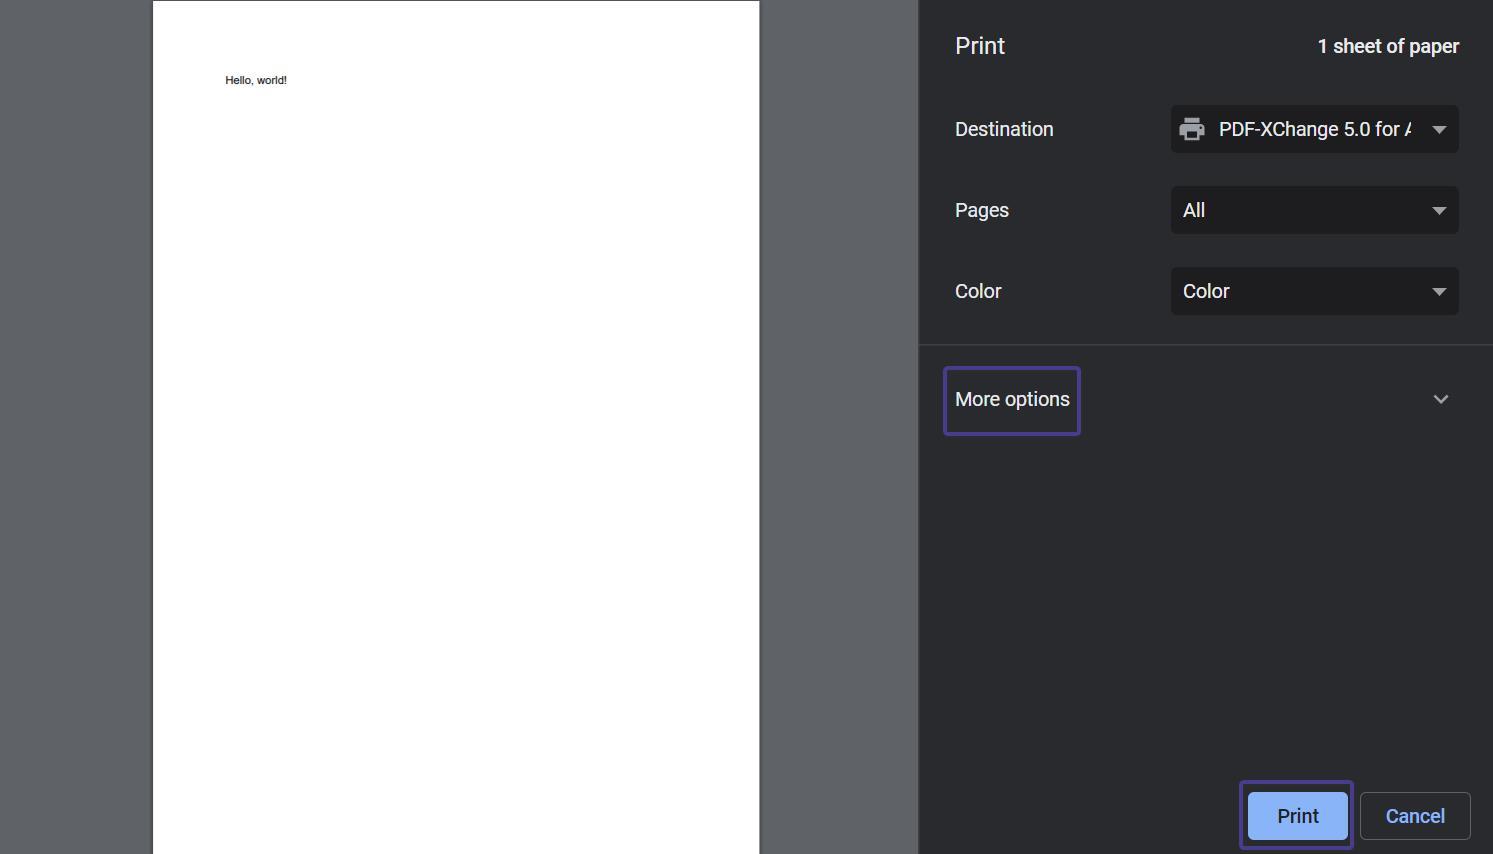 Hello, world!
Print
1 sheet of paper
Destination
PDF-XChange 5.0 for
Pages
All
Color
Color
More options
Print
Cancel